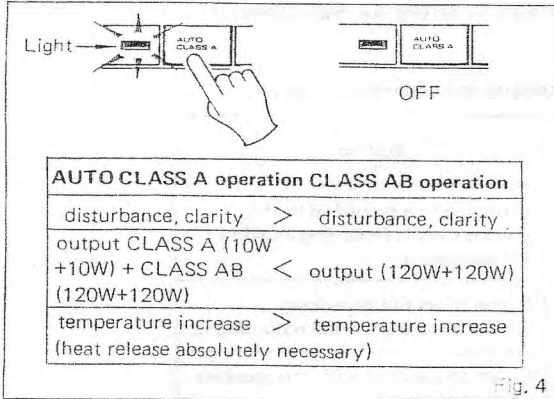 Light
AUTO
CLASS A
AUTO
CLASS A
OFF
AUTO CLASS A operation CLASS AB operation
disturbance, clarity > disturbance, clarity
output CLASS A (10W
+10W) + CLASS AB < output (120W+120W)
(120W+120W)
temperature increase > temperature increase
(heat release absolutely necessary)
Fig. 4